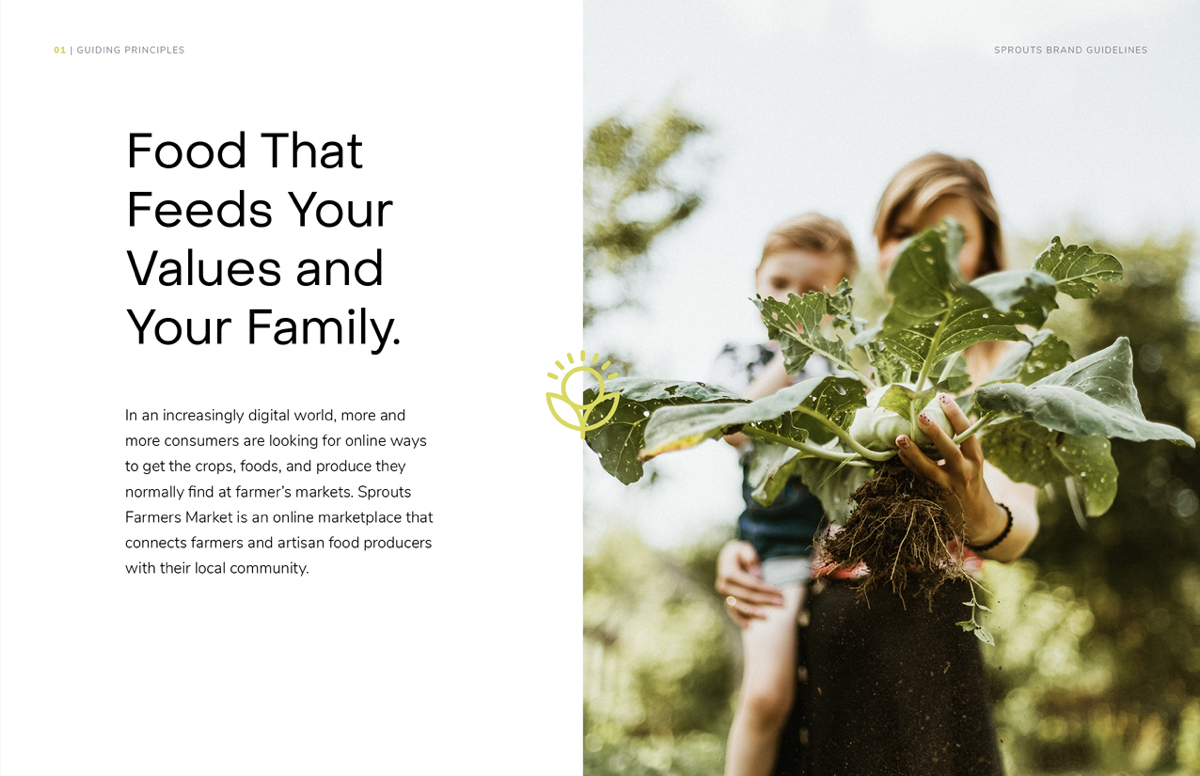 01 | GUIDING PRINCIPLES
SPROUTS BRAND GUIDELINES
Food That
Feeds Your
Values and
Your Family.
In an increasingly digital world, more and
more consumers are looking for online ways
to get the crops, foods, and produce they
normally find at farmer's markets. Sprouts
Farmers Market is an online marketplace that
connects farmers and artisan food producers
with their local community.